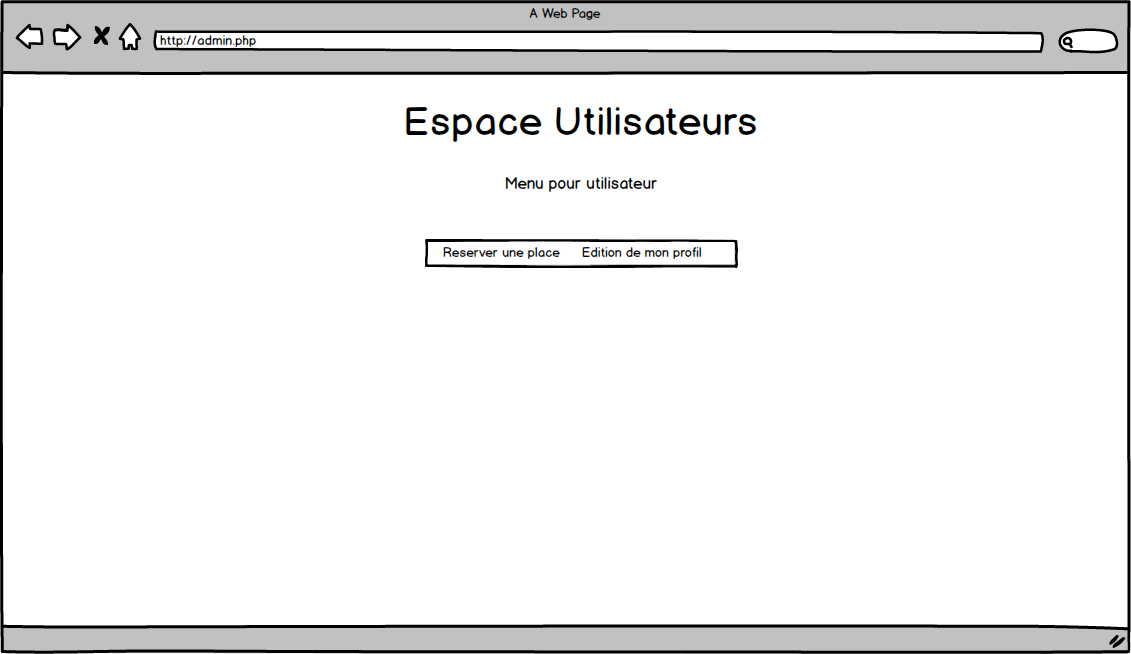 A Web Page
http://admin.php
Espace Utilisateurs
Menu pour utilisateur
Reserver une place Edition de mon profil